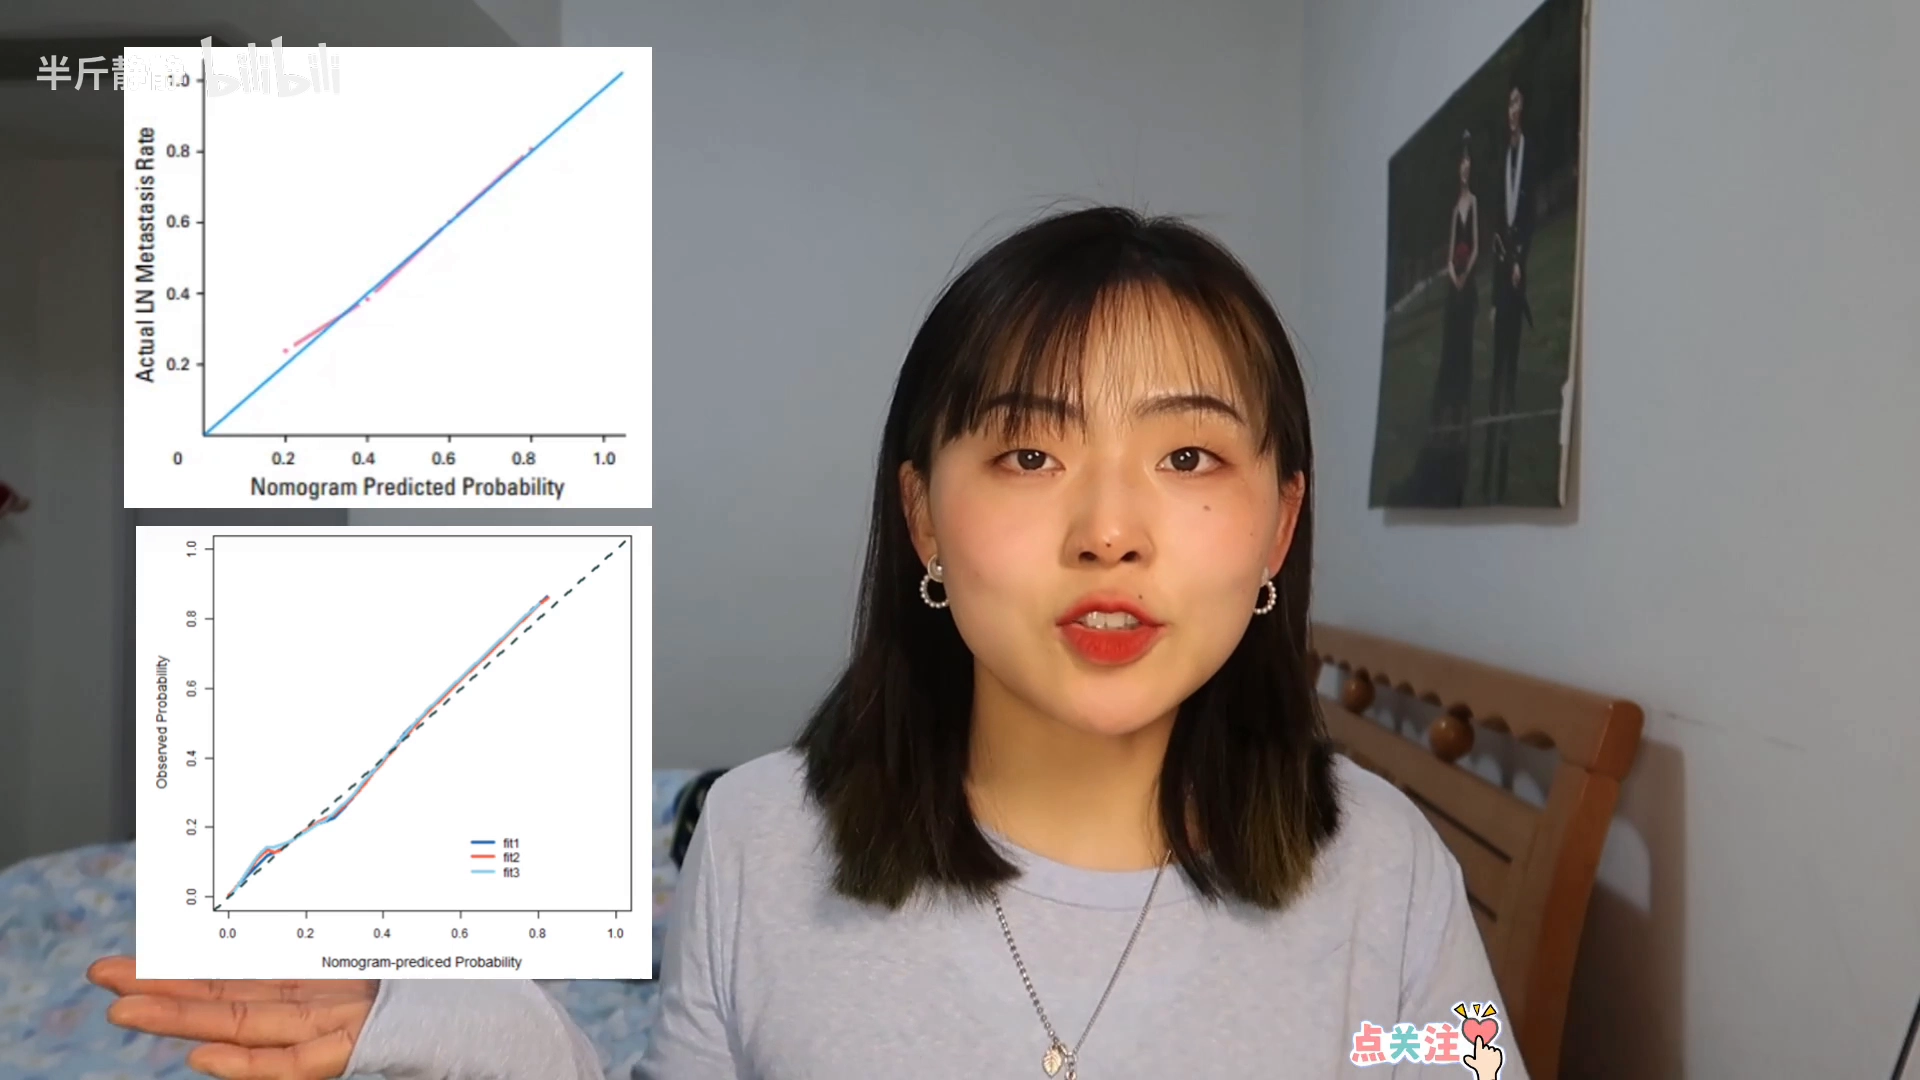 半斤静静 bilibili
1.0
0.8
0.6
0.4
0.2
0
0.2 0.4 0.6 0.8 1.0
Actual LN Metastasis Rate
Nomogram Predicted Probability
1.0
0.8
0.6
0.4
0.2
0.0
Observed Probability
fit1
fit2
fit3
0.0 0.2 0.4 0.6 0.8 1.0
Nomogram-prediced Probability
点关注